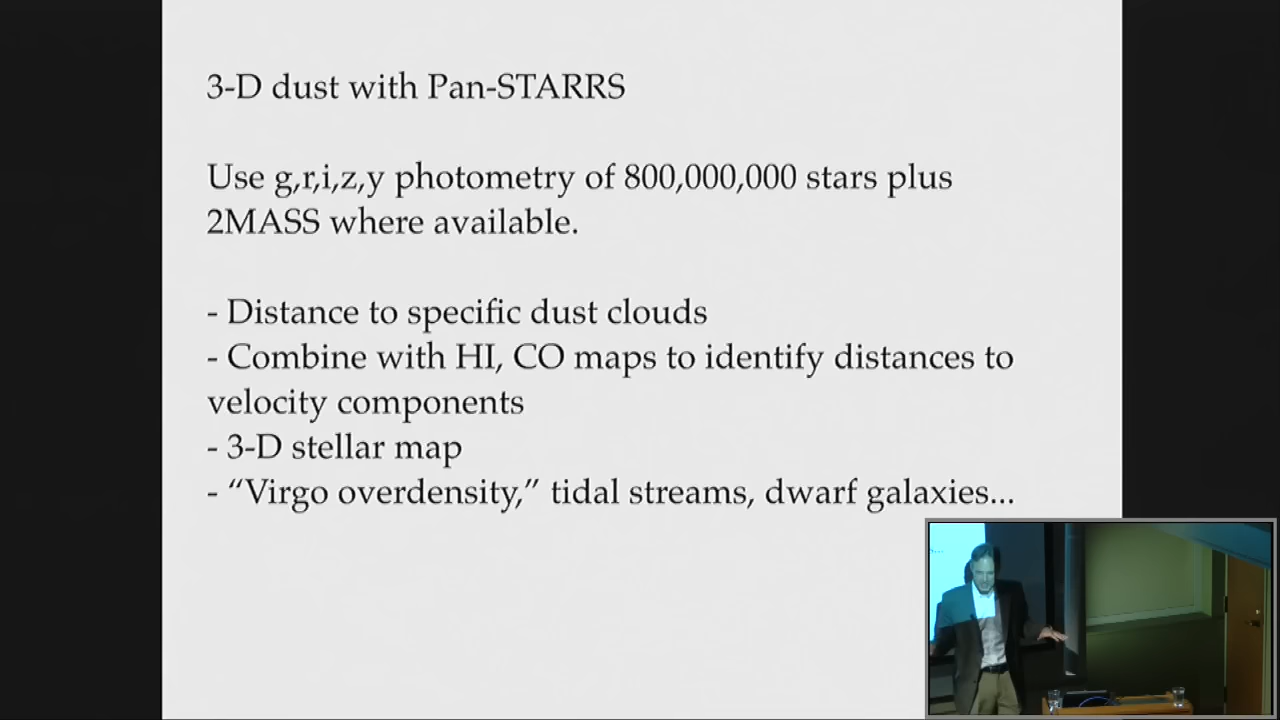 3-D dust with Pan-STARRS
Use g,r,i,z,y photometry of 800,000,000 stars plus
2MASS where available.
- Distance to specific dust clouds
- Combine with HI, CO maps to identify distances to
velocity components
- 3-D stellar map
- “Virgo overdensity,” tidal streams, dwarf galaxies...